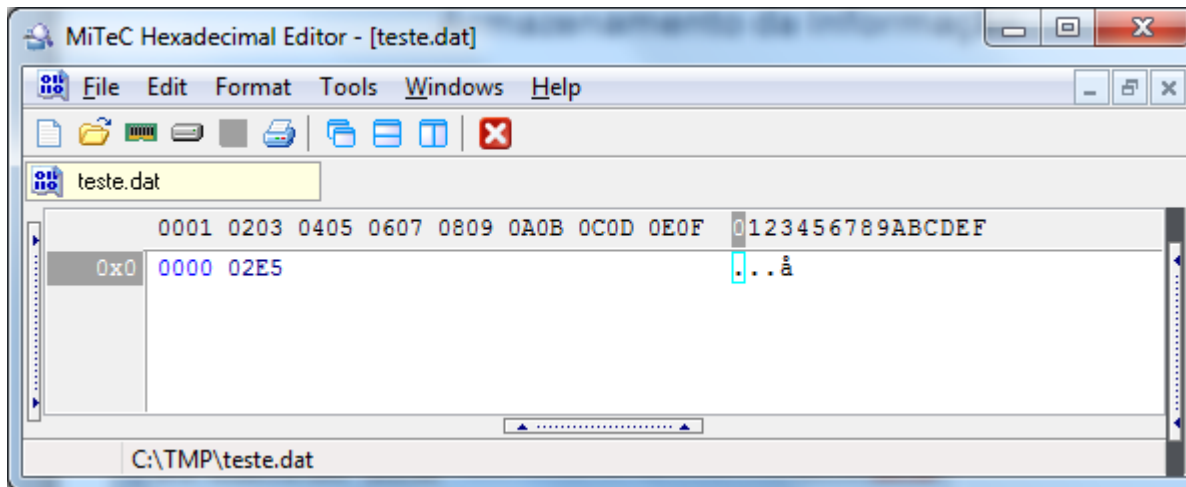 MiTeC Hexadecimal Editor - [teste.dat]
File Edit Format Tools Windows Help
teste.dat
0001 0203 0405 0607 0809 0A0B 0C0D 0E0F 0123456789ABCDEF
0x0 0000 02E5 ...å
C:\TMP\teste.dat